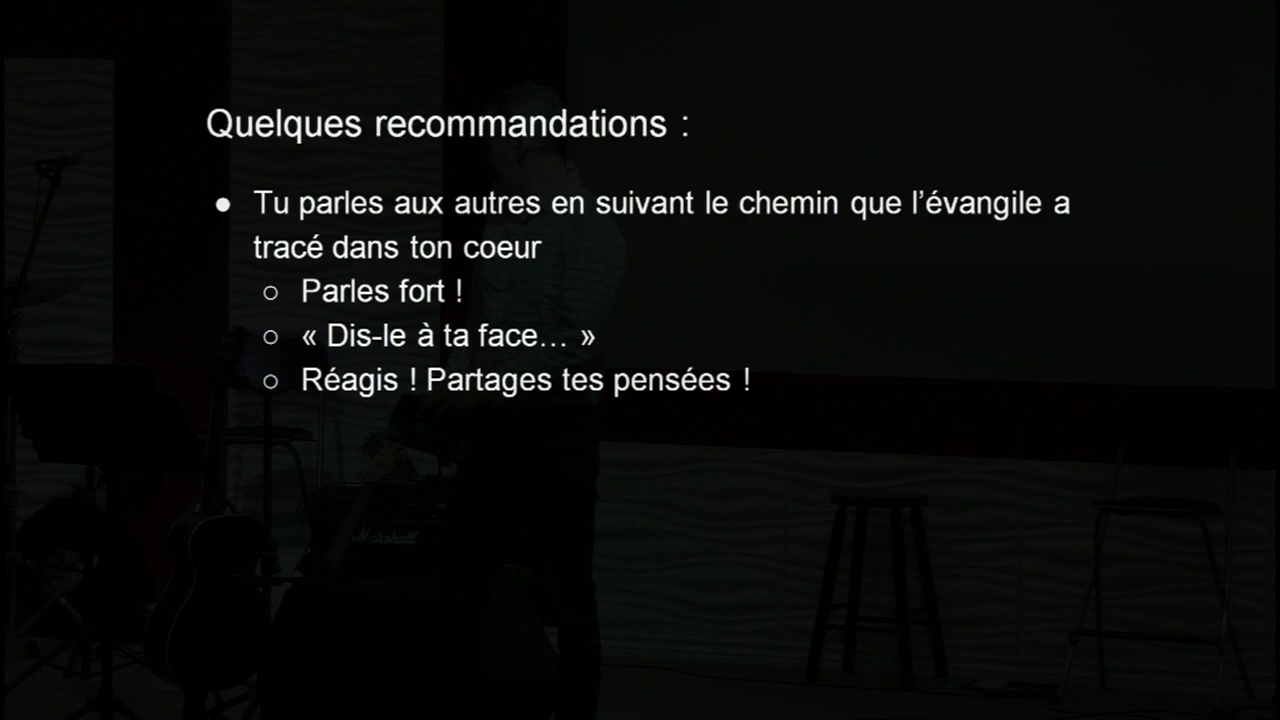 Quelques recommandations :
● Tu parles aux autres en suivant le chemin que l’évangile a
tracé dans ton coeur
○ Parles fort !
○ « Dis-le à ta face… »
○ Réagis ! Partages tes pensées !
Marshall